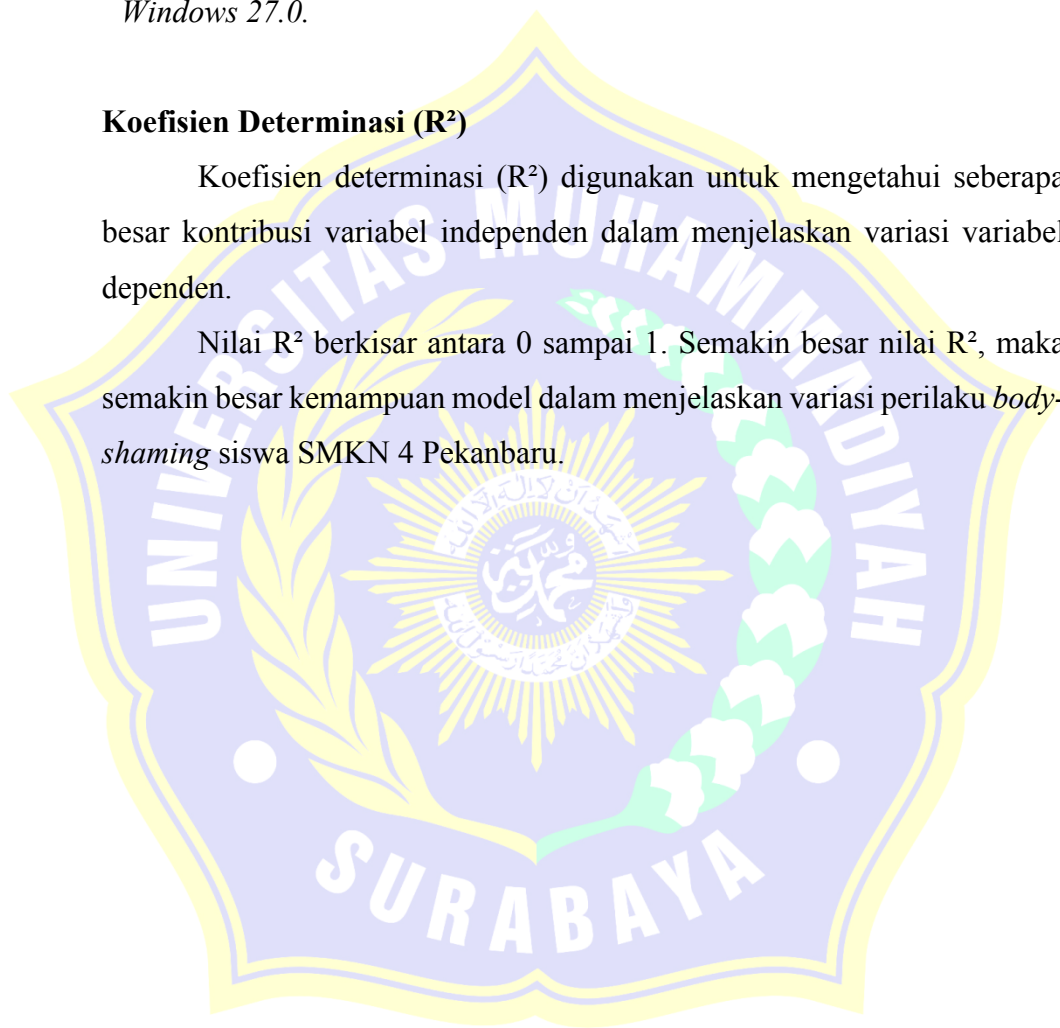 Windows 27.0.
Koefisien Determinasi (R²)
Koefisien determinasi (R²) digunakan untuk mengetahui seberapa
besar kontribusi variabel independen dalam menjelaskan variasi variabel
dependen.
Nilai R² berkisar antara 0 sampai 1. Semakin besar nilai R², maka
semakin besar kemampuan model dalam menjelaskan variasi perilaku body-
shaming siswa SMKN 4 Pekanbaru.
UNIVERSITAS MUHAMMADIYAH
SURABAYA